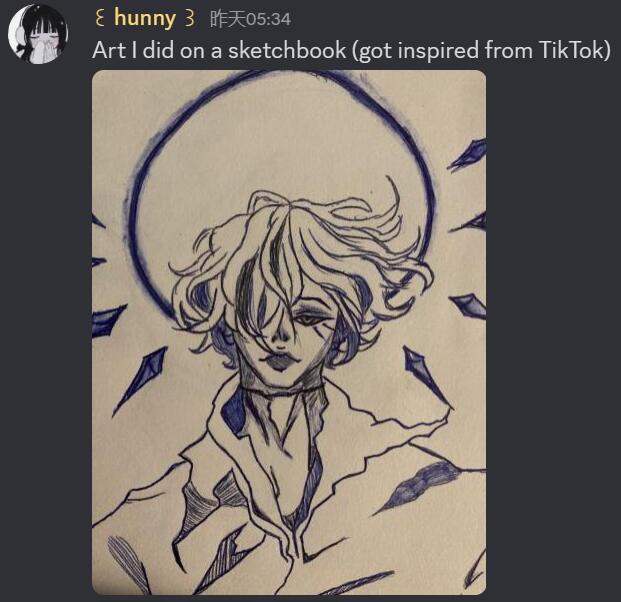 ꒰ hunny ꒱ 昨天05:34
Art I did on a sketchbook (got inspired from TikTok)